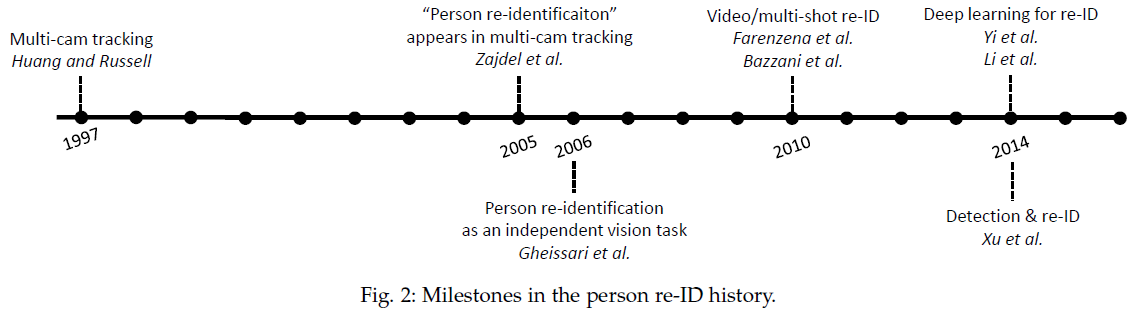 Multi-cam tracking
Huang and Russell
"Person re-identificaiton"
appears in multi-cam tracking
Zajdel et al.
Video/multi-shot re-ID
Farenzena et al.
Bazzani et al.
Deep learning for re-ID
Yi et al.
Li et al.
1997
2005
2006
2010
2014
Person re-identification
as an independent vision task
Gheissari et al.
Detection & re-ID
Xu et al.
Fig. 2: Milestones in the person re-ID history.